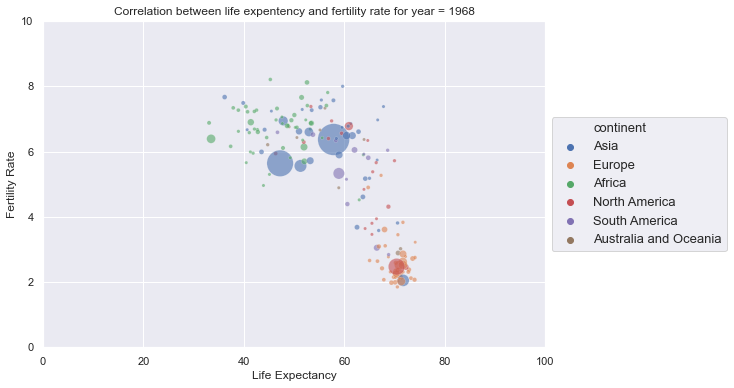 Correlation between life expentency and fertility rate for year = 1968
10
8
6
4
2
0
Fertility Rate
0 20 40 60 80 100
Life Expectancy
continent
Asia
Europe
Africa
North America
South America
Australia and Oceania